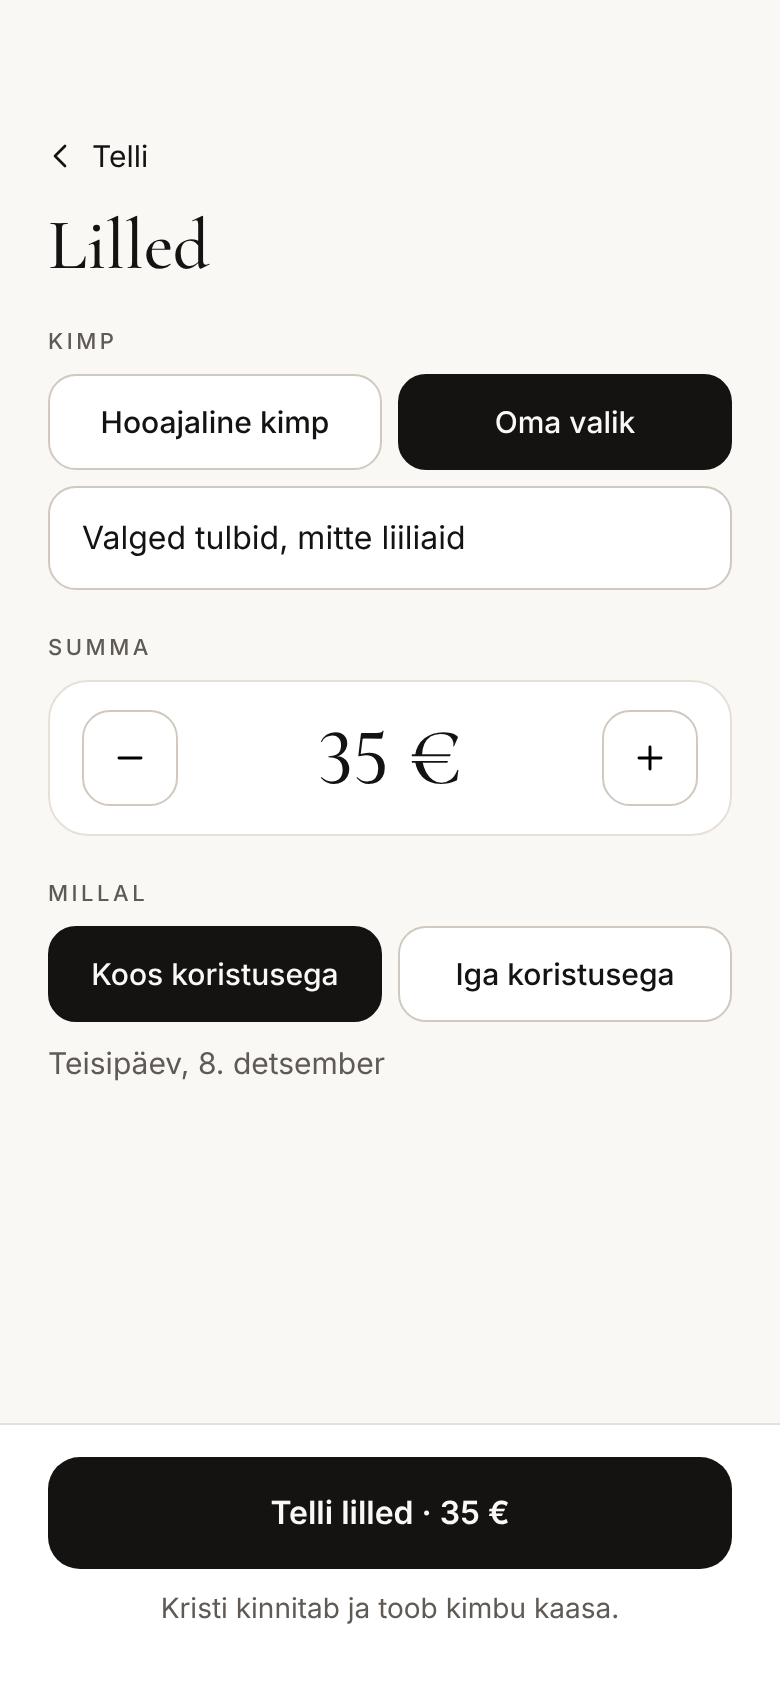 Telli
Lilled
KIMP
Hooajaline kimp
Oma valik
Valged tulbid, mitte liiliaid
SUMMA
− 35 € +
MILLAL
Koos koristusega
Iga koristusega
Teisipäev, 8. detsember
Telli lilled · 35 €
Kristi kinnitab ja toob kimbu kaasa.